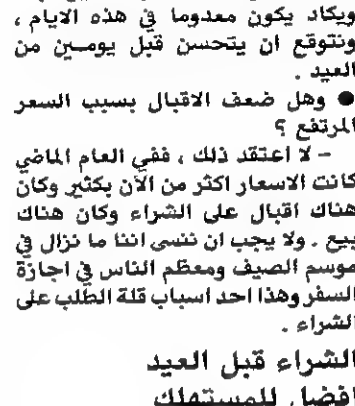 ويكاد يكون معدوما في هذه الايام ،
ونتوقع ان يتحسن قبل يومين من
العيد .
● وهل ضعف الاقبال بسبب السعر
المرتفع ؟
– لا اعتقد ذلك ، ففي العام الماضي
كانت الاسعار اكثر من الآن بكثير وكان
هناك اقبال على الشراء وكان هناك
بيع . ولا يجب ان ننسى اننا ما نزال في
موسم الصيف ومعظم الناس في اجازة
السفر وهذا احد اسباب قلة الطلب على
الشراء .
الشراء قبل العيد
افضل للمستهلك